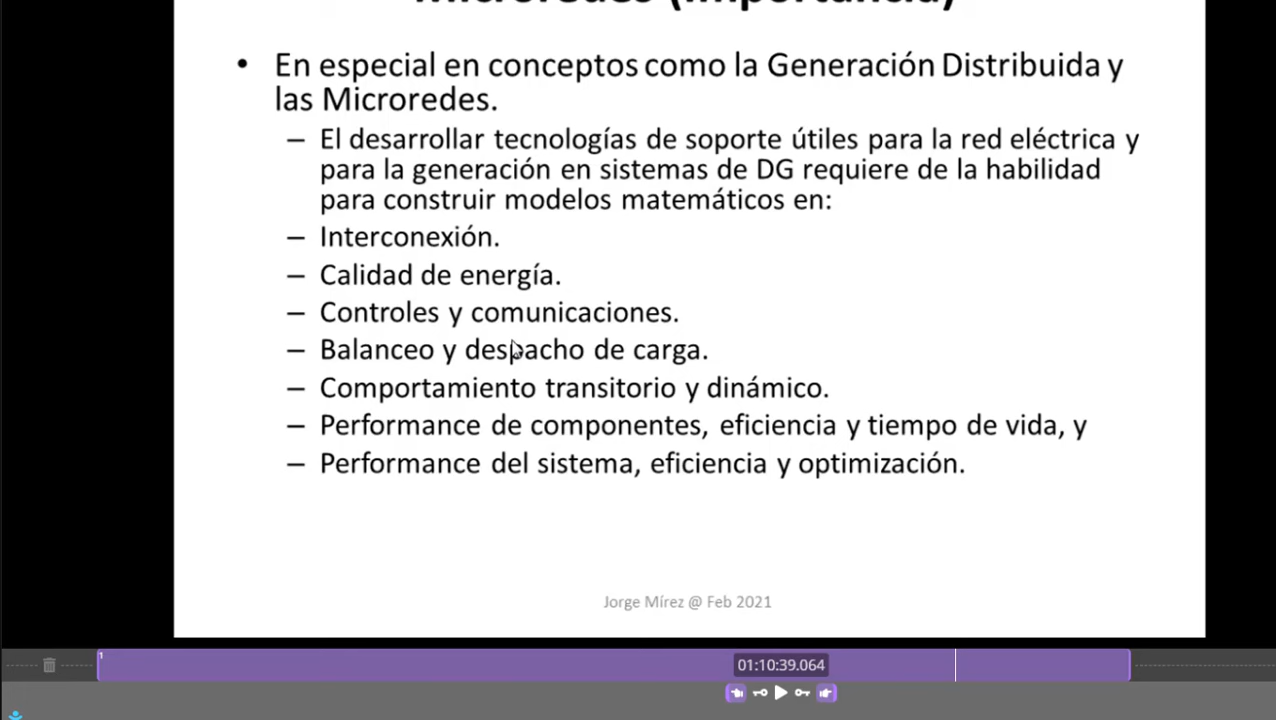 Microredes (Importancia)
• En especial en conceptos como la Generación Distribuida y
las Microredes.
– El desarrollar tecnologías de soporte útiles para la red eléctrica y
para la generación en sistemas de DG requiere de la habilidad
para construir modelos matemáticos en:
– Interconexión.
– Calidad de energía.
– Controles y comunicaciones.
– Balanceo y despacho de carga.
– Comportamiento transitorio y dinámico.
– Performance de componentes, eficiencia y tiempo de vida, y
– Performance del sistema, eficiencia y optimización.
Jorge Mírez @ Feb 2021
1
01:10:39.064